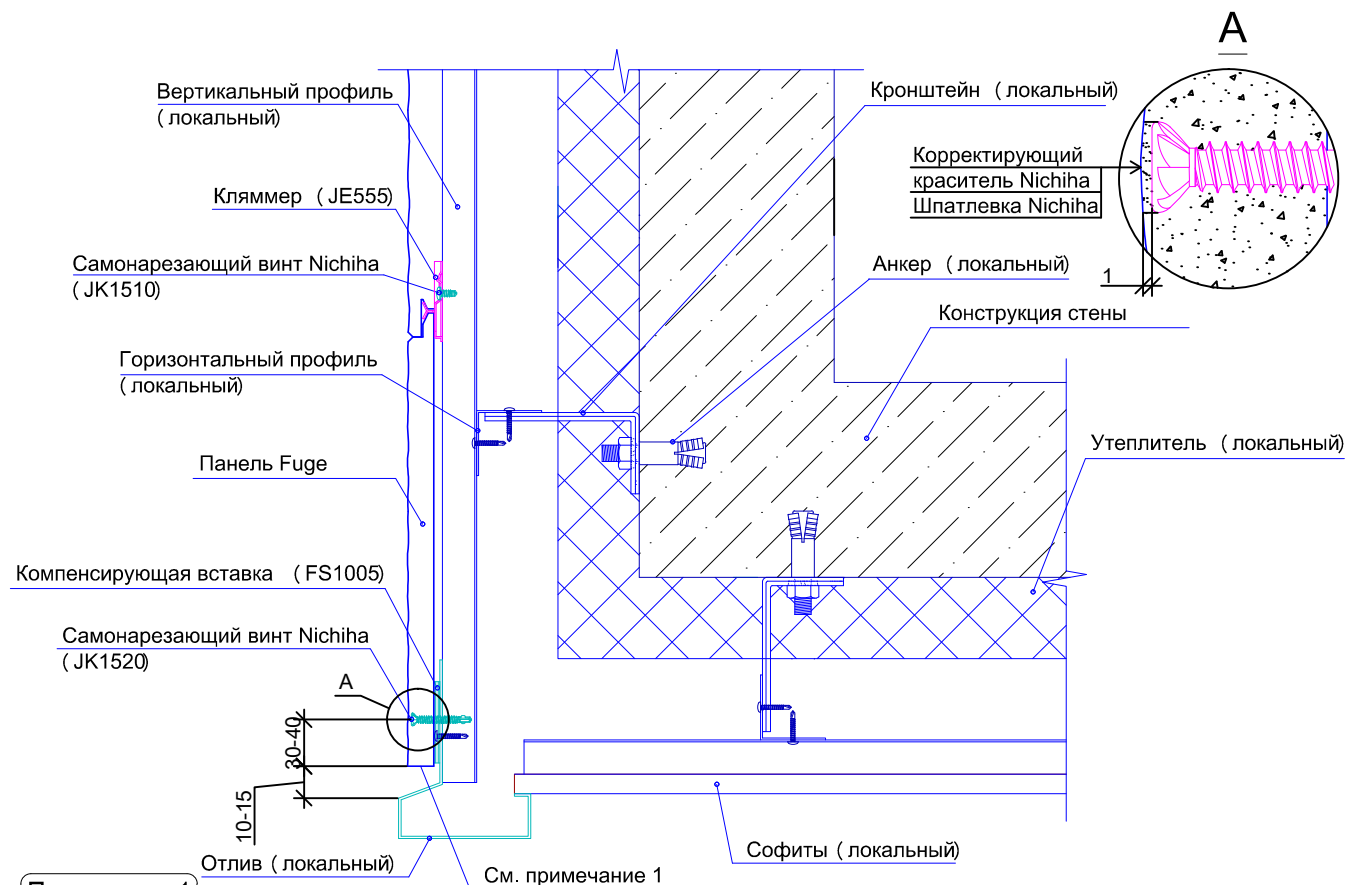 А
Вертикальный профиль
(локальный)
Кронштейн (локальный)
Корректирующий
краситель Nichiha
Шпатлевка Nichiha
Кляммер (JE555)
Самонарезающий винт Nichiha
(JK1510)
Анкер (локальный)
1
Конструкция стены
Горизонтальный профиль
(локальный)
Утеплитель (локальный)
Панель Fuge
Компенсирующая вставка (FS1005)
Самонарезающий винт Nichiha
(JK1520)
А
30-40
10-15
Отлив (локальный)
Софиты (локальный)
См. примечание 1